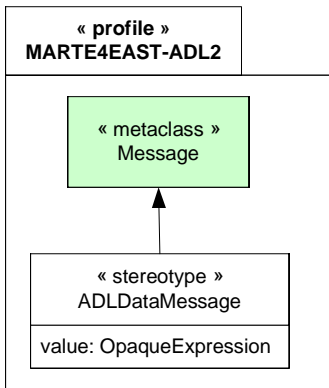 « profile »
MARTE4EAST-ADL2
« metaclass »
Message
« stereotype »
ADLDataMessage
value: OpaqueExpression